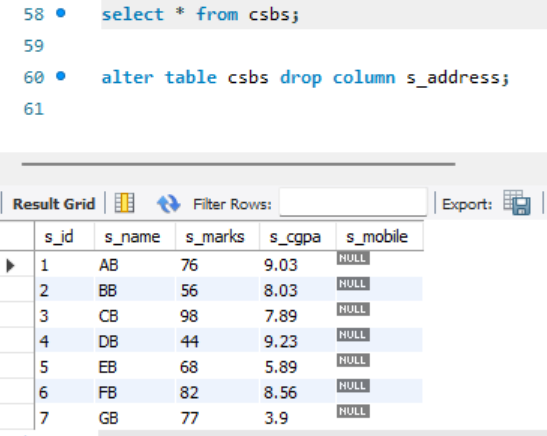 58 select * from csbs;
59
60 alter table csbs drop column s_address;
61
Result Grid Filter Rows: Export:
s_id s_name s_marks s_cgpa s_mobile
1 AB 76 9.03 NULL
2 BB 56 8.03 NULL
3 CB 98 7.89 NULL
4 DB 44 9.23 NULL
5 EB 68 5.89 NULL
6 FB 82 8.56 NULL
7 GB 77 3.9 NULL